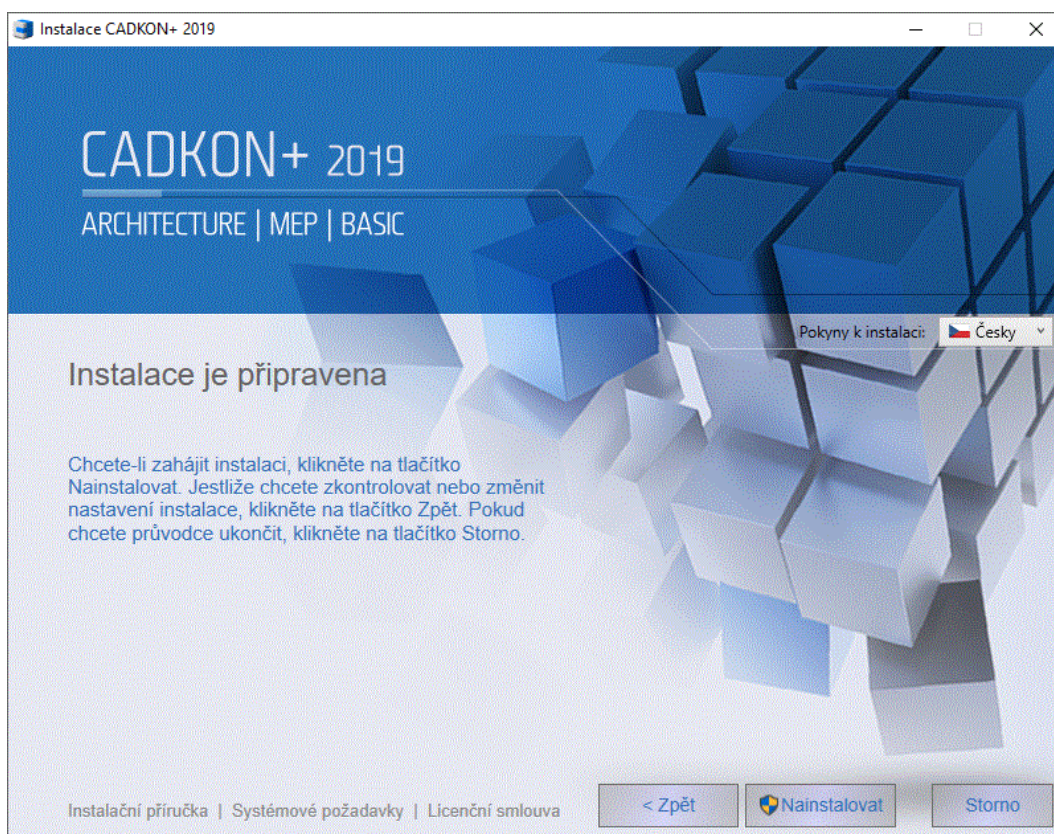 Instalace CADKON+ 2019
CADKON+ 2019
ARCHITECTURE | MEP | BASIC
Pokyny k instalaci: Česky
Instalace je připravena
Chcete-li zahájit instalaci, klikněte na tlačítko
Nainstalovat. Jestliže chcete zkontrolovat nebo změnit
nastavení instalace, klikněte na tlačítko Zpět. Pokud
chcete průvodce ukončit, klikněte na tlačítko Storno.
Instalační příručka | Systémové požadavky | Licenční smlouva
< Zpět Nainstalovat Storno